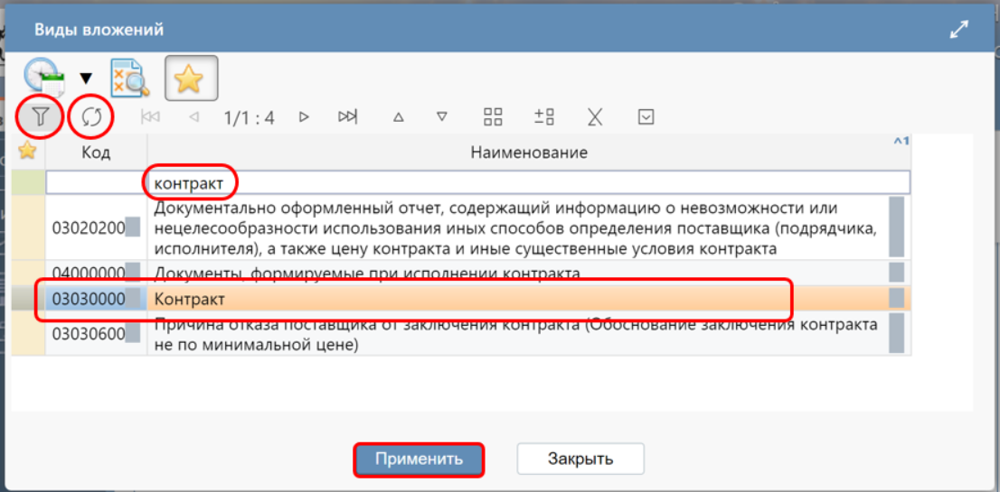 Виды вложений
1/1 : 4
Код
Наименование
^1
контракт
03020200
Документально оформленный отчет, содержащий информацию о невозможности или
нецелесообразности использования иных способов определения поставщика (подрядчика,
исполнителя), а также цену контракта и иные существенные условия контракта
04000000
Документы, формируемые при исполнении контракта
03030000
Контракт
03030600
Причина отказа поставщика от заключения контракта (Обоснование заключения контракта
не по минимальной цене)
Применить
Закрыть